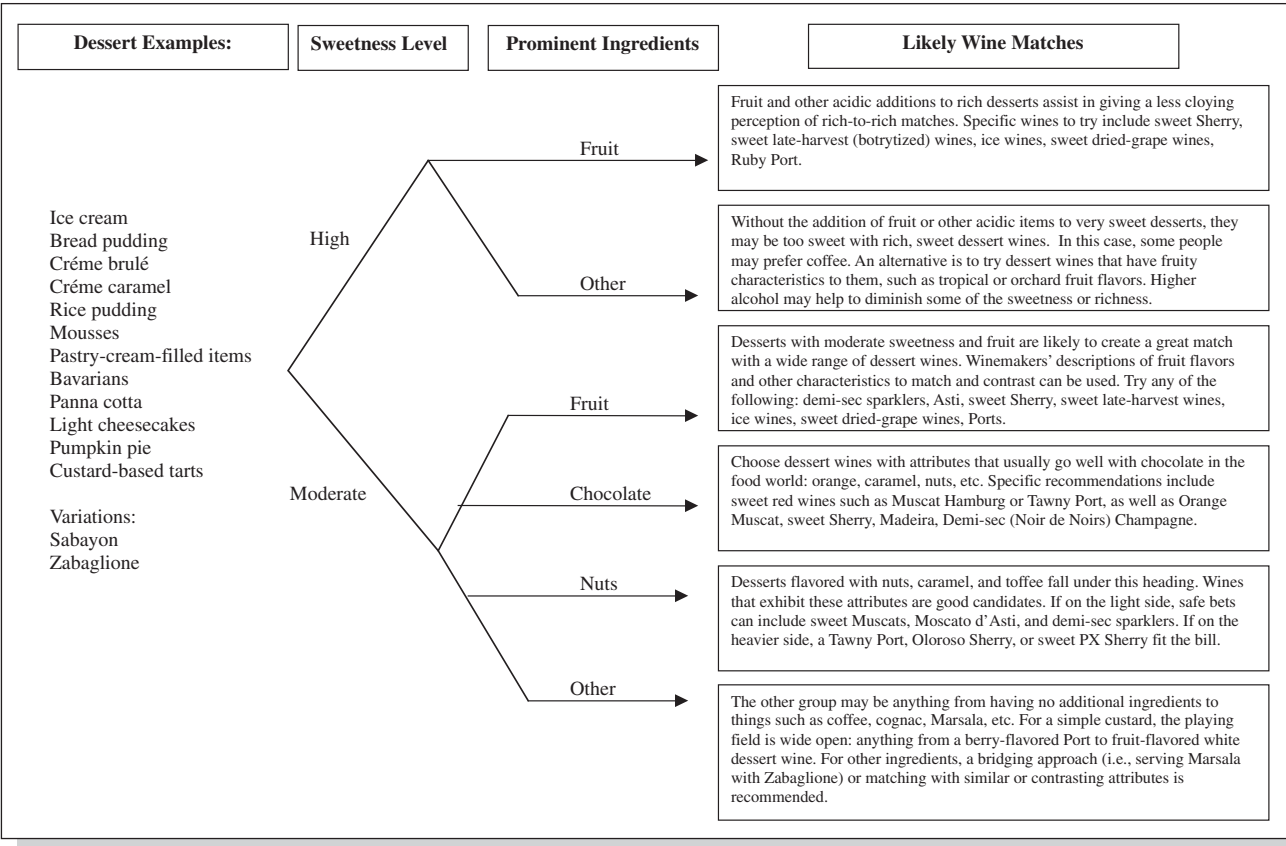 Dessert Examples:
Sweetness Level
Prominent Ingredients
Likely Wine Matches
Ice cream
Bread pudding
Créme brulé
Créme caramel
Rice pudding
Mousses
Pastry-cream-filled items
Bavarians
Panna cotta
Light cheesecakes
Pumpkin pie
Custard-based tarts
Variations:
Sabayon
Zabaglione
High
Moderate
Fruit
Fruit and other acidic additions to rich desserts assist in giving a less cloying
perception of rich-to-rich matches. Specific wines to try include sweet Sherry,
sweet late-harvest (botrytized) wines, ice wines, sweet dried-grape wines,
Ruby Port.
Other
Without the addition of fruit or other acidic items to very sweet desserts, they
may be too sweet with rich, sweet dessert wines. In this case, some people
may prefer coffee. An alternative is to try dessert wines that have fruity
characteristics to them, such as tropical or orchard fruit flavors. Higher
alcohol may help to diminish some of the sweetness or richness.
Fruit
Desserts with moderate sweetness and fruit are likely to create a great match
with a wide range of dessert wines. Winemakers' descriptions of fruit flavors
and other characteristics to match and contrast can be used. Try any of the
following: demi-sec sparklers, Asti, sweet Sherry, sweet late-harvest wines,
ice wines, sweet dried-grape wines, Ports.
Chocolate
Choose dessert wines with attributes that usually go well with chocolate in the
food world: orange, caramel, nuts, etc. Specific recommendations include
sweet red wines such as Muscat Hamburg or Tawny Port, as well as Orange
Muscat, sweet Sherry, Madeira, Demi-sec (Noir de Noirs) Champagne.
Nuts
Desserts flavored with nuts, caramel, and toffee fall under this heading. Wines
that exhibit these attributes are good candidates. If on the light side, safe bets
can include sweet Muscats, Moscato d'Asti, and demi-sec sparklers. If on the
heavier side, a Tawny Port, Oloroso Sherry, or sweet PX Sherry fit the bill.
Other
The other group may be anything from having no additional ingredients to
things such as coffee, cognac, Marsala, etc. For a simple custard, the playing
field is wide open: anything from a berry-flavored Port to fruit-flavored white
dessert wine. For other ingredients, a bridging approach (i.e., serving Marsala
with Zabaglione) or matching with similar or contrasting attributes is
recommended.